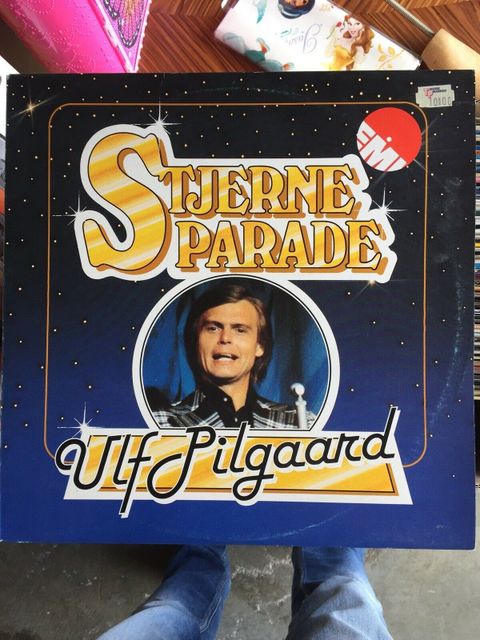 STJERNE
PARADE
EMI
Ulf Pilgaard